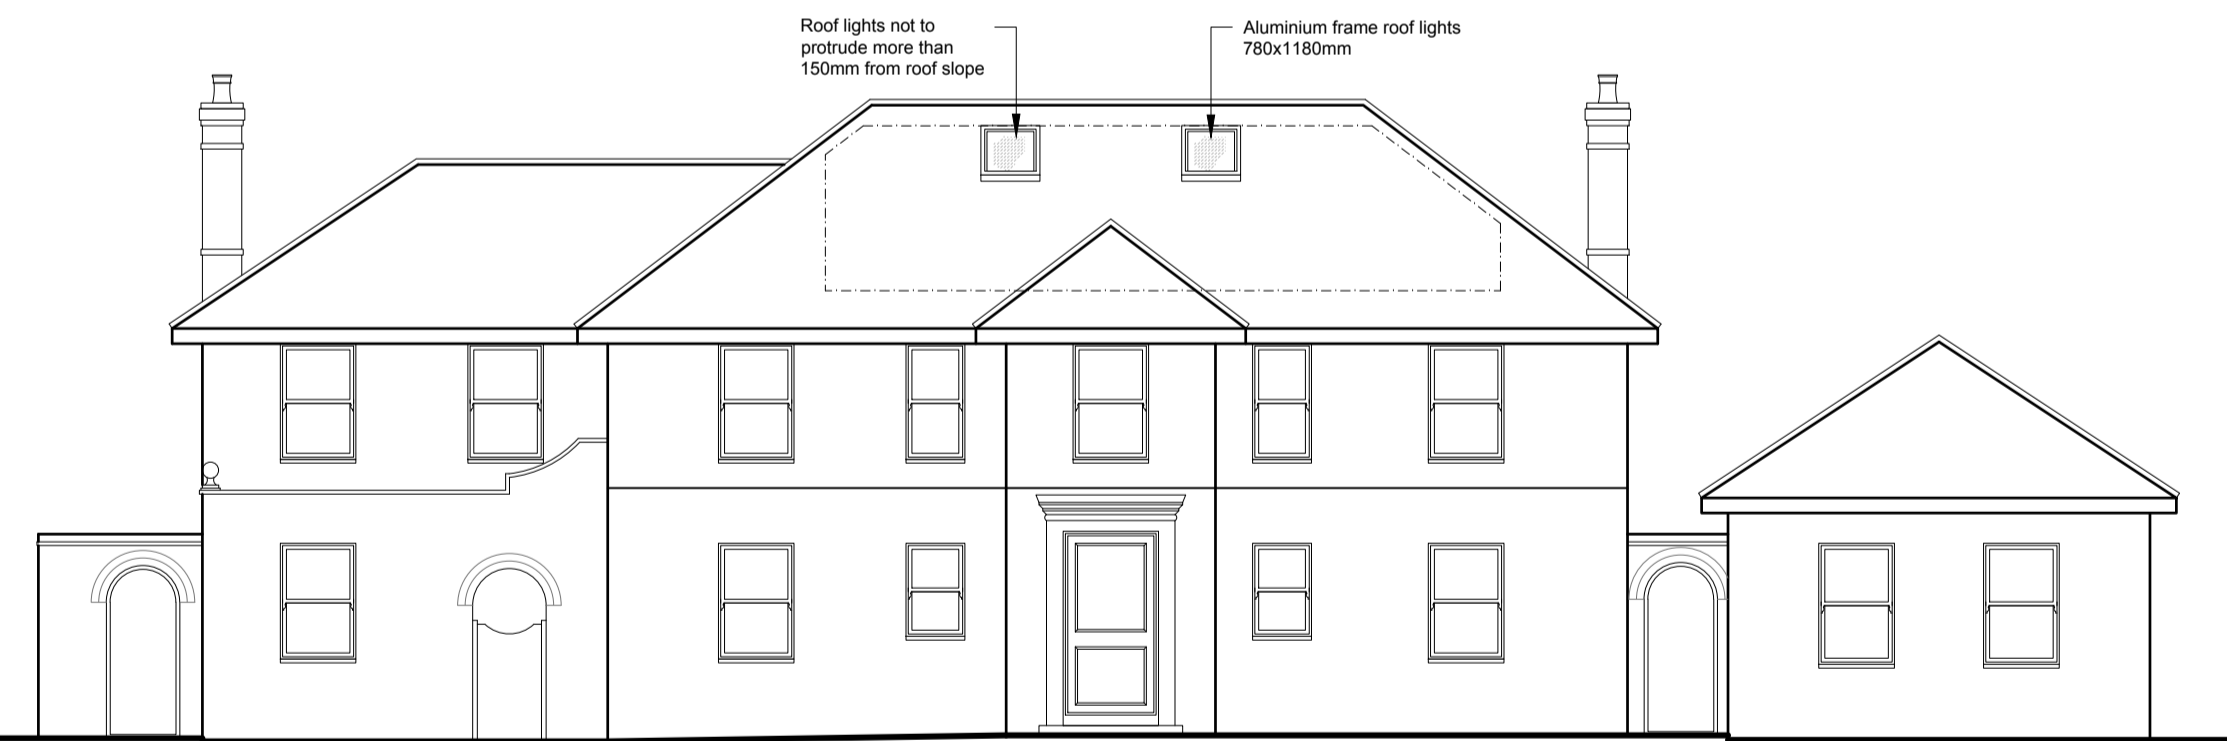 Roof lights not to
protrude more than
150mm from roof slope
Aluminium frame roof lights
780x1180mm